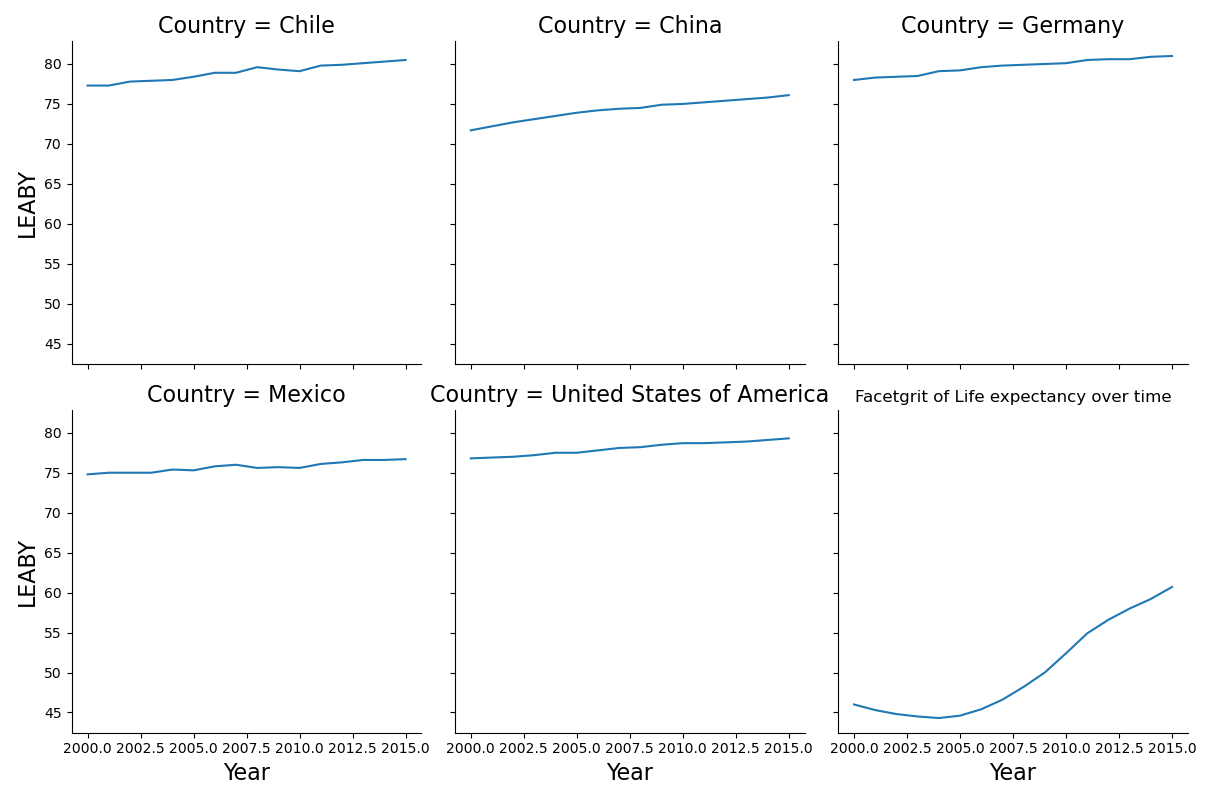 Country = Chile
Country = China
Country = Germany
80
75
70
65
60
55
50
45
LEABY
Country = Mexico
Country = United States of America
Facetgrit of Life expectancy over time
80
75
70
65
60
55
50
45
LEABY
2000.0 2002.5 2005.0 2007.5 2010.0 2012.5 2015.0
2000.0 2002.5 2005.0 2007.5 2010.0 2012.5 2015.0
2000.0 2002.5 2005.0 2007.5 2010.0 2012.5 2015.0
Year
Year
Year